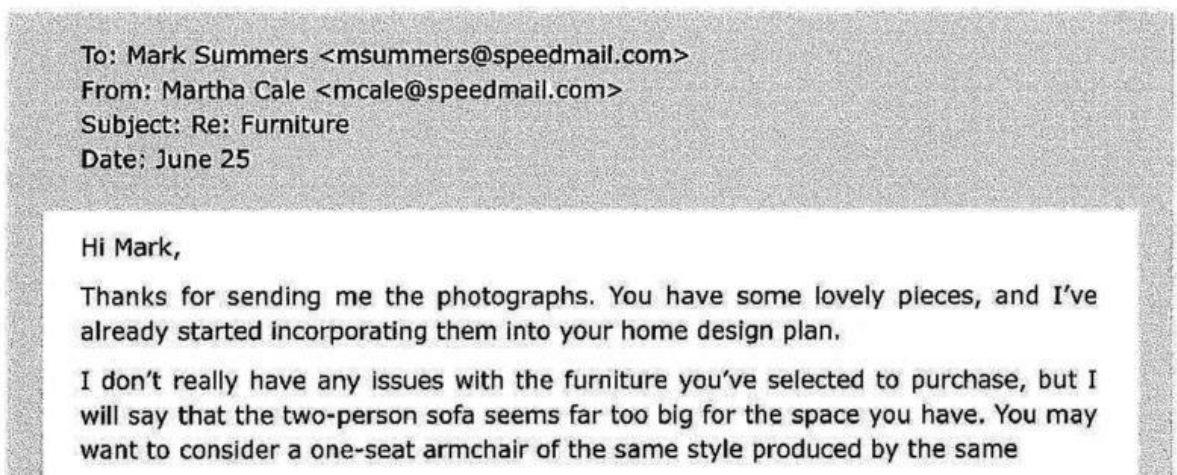 To: Mark Summers <msummers@speedmail.com>
From: Martha Cale <mcale@speedmail.com>
Subject: Re: Furniture
Date: June 25
Hi Mark,
Thanks for sending me the photographs. You have some lovely pieces, and I've
already started incorporating them into your home design plan.
I don't really have any issues with the furniture you've selected to purchase, but I
will say that the two-person sofa seems far too big for the space you have. You may
want to consider a one-seat armchair of the same style produced by the same